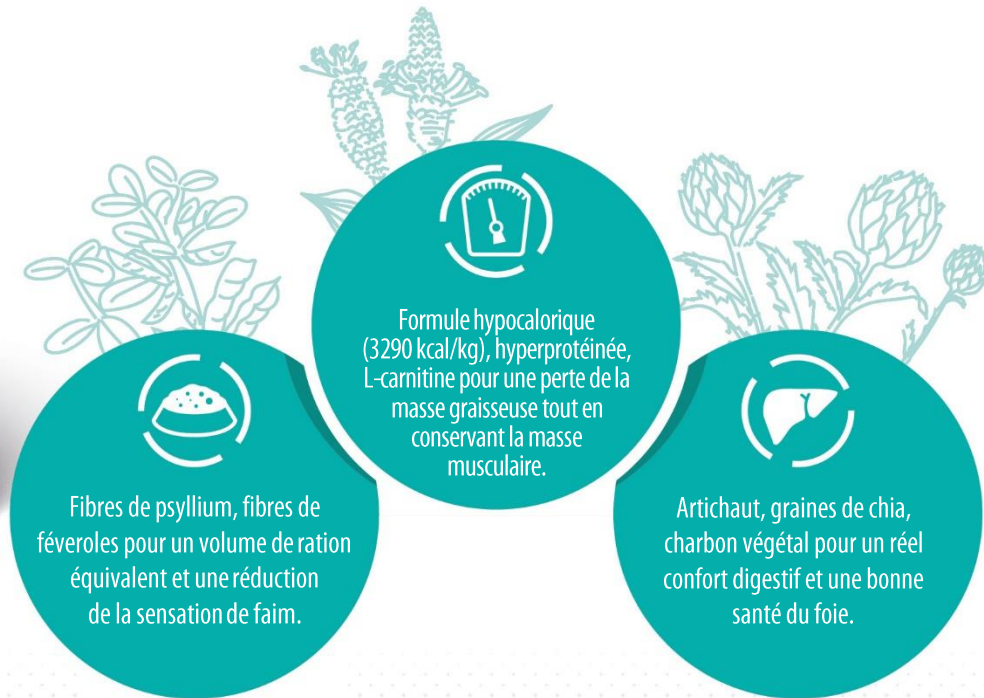 Formule hypocalorique
(3290 kcal/kg), hyperprotéinée,
L-carnitine pour une perte de la
masse graisseuse tout en
conservant la masse
musculaire.
Fibres de psyllium, fibres de
féveroles pour un volume de ration
équivalent et une réduction
de la sensation de faim.
Artichaut, graines de chia,
charbon végétal pour un réel
confort digestif et une bonne
santé du foie.